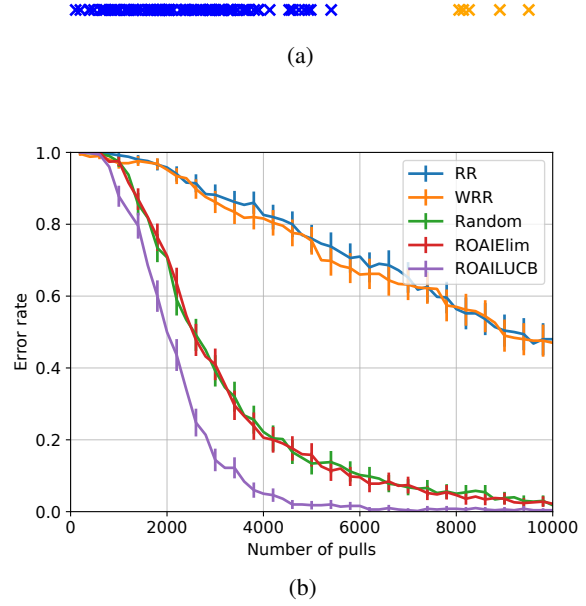 (a)
1.0
0.8
0.6
0.4
0.2
0.0
Error rate
RR
WRR
Random
ROAIElim
ROAILUCB
0 2000 4000 6000 8000 10000
Number of pulls
(b)